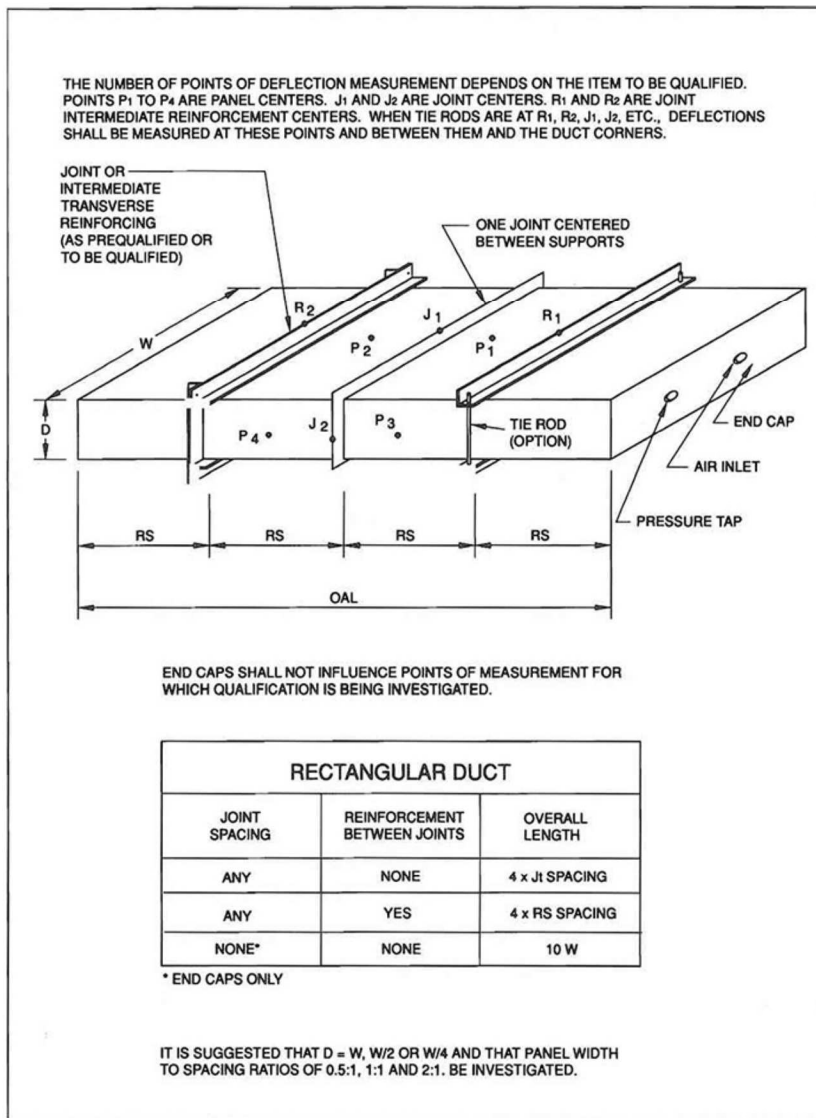 THE NUMBER OF POINTS OF DEFLECTION MEASUREMENT DEPENDS ON THE ITEM TO BE QUALIFIED.
POINTS P1 TO P4 ARE PANEL CENTERS. J1 AND J2 ARE JOINT CENTERS. R1 AND R2 ARE JOINT
INTERMEDIATE REINFORCEMENT CENTERS. WHEN TIE RODS ARE AT R1, R2, J1, J2, ETC., DEFLECTIONS
SHALL BE MEASURED AT THESE POINTS AND BETWEEN THEM AND THE DUCT CORNERS.
JOINT OR
INTERMEDIATE
TRANSVERSE
REINFORCING
(AS PREQUALIFIED OR
TO BE QUALIFIED)
ONE JOINT CENTERED
BETWEEN SUPPORTS
W
R2
J1
R1
P2
P1
D
P4
J2
P3
TIE ROD
(OPTION)
END CAP
AIR INLET
PRESSURE TAP
RS RS RS RS
OAL
END CAPS SHALL NOT INFLUENCE POINTS OF MEASUREMENT FOR
WHICH QUALIFICATION IS BEING INVESTIGATED.
RECTANGULAR DUCT
JOINT SPACING REINFORCEMENT BETWEEN JOINTS OVERALL LENGTH
ANY NONE 4 x Jt SPACING
ANY YES 4 x RS SPACING
NONE* NONE 10 W
* END CAPS ONLY
IT IS SUGGESTED THAT D = W, W/2 OR W/4 AND THAT PANEL WIDTH
TO SPACING RATIOS OF 0.5:1, 1:1 AND 2:1. BE INVESTIGATED.